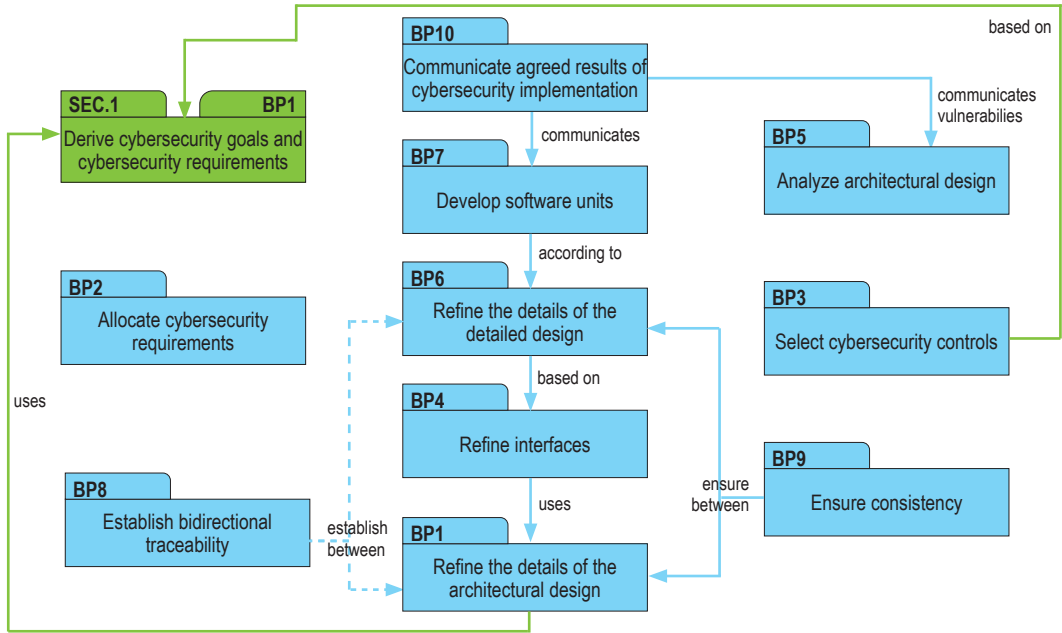 based on
BP10
Communicate agreed results of
cybersecurity implementation
SEC.1 BP1
Derive cybersecurity goals and
cybersecurity requirements
communicates
vulnerabilies
communicates
BP5
Analyze architectural design
BP7
Develop software units
according to
BP2
Allocate cybersecurity
requirements
BP6
Refine the details of the
detailed design
BP3
Select cybersecurity controls
based on
uses
BP4
Refine interfaces
BP9
Ensure consistency
ensure
between
BP8
Establish bidirectional
traceability
uses
establish
between
BP1
Refine the details of the
architectural design